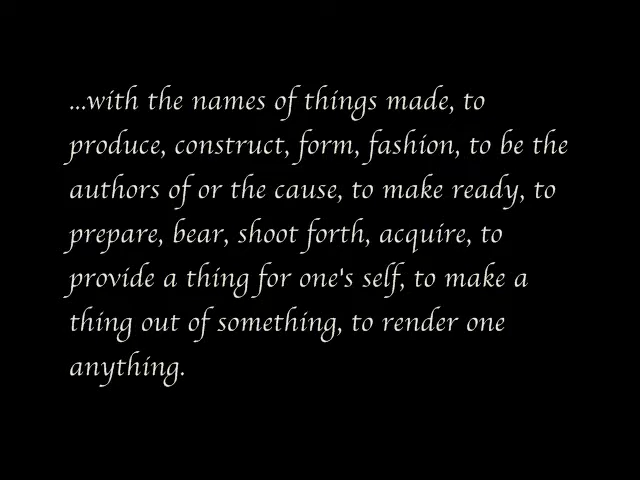 ...with the names of things made, to
produce, construct, form, fashion, to be the
authors of or the cause, to make ready, to
prepare, bear, shoot forth, acquire, to
provide a thing for one's self, to make a
thing out of something, to render one
anything.